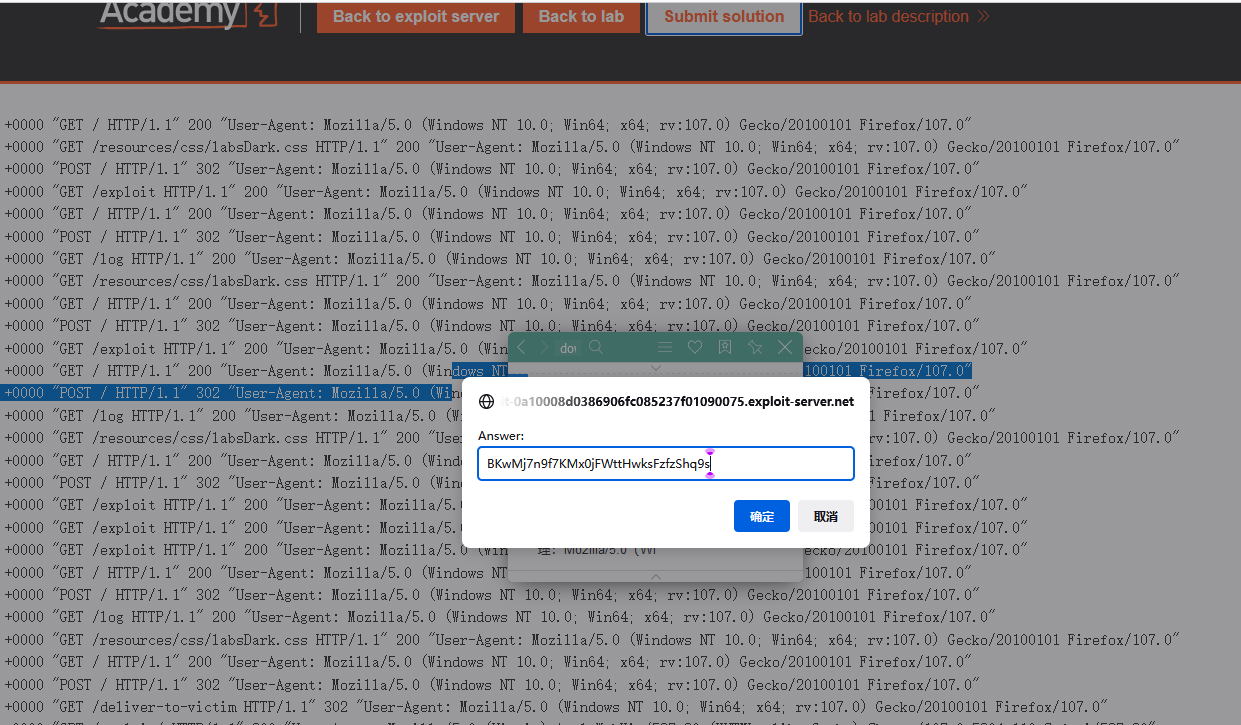 Academy
Back to exploit server Back to lab Submit solution Back to lab description
+0000 "GET / HTTP/1.1" 200 "User-Agent: Mozilla/5.0 (Windows NT 10.0; Win64; x64; rv:107.0) Gecko/20100101 Firefox/107.0"
+0000 "GET /resources/css/labsDark.css HTTP/1.1" 200 "User-Agent: Mozilla/5.0 (Windows NT 10.0; Win64; x64; rv:107.0) Gecko/20100101 Firefox/107.0"
+0000 "POST / HTTP/1.1" 302 "User-Agent: Mozilla/5.0 (Windows NT 10.0; Win64; x64; rv:107.0) Gecko/20100101 Firefox/107.0"
+0000 "GET /exploit HTTP/1.1" 200 "User-Agent: Mozilla/5.0 (Windows NT 10.0; Win64; x64; rv:107.0) Gecko/20100101 Firefox/107.0"
+0000 "GET / HTTP/1.1" 200 "User-Agent: Mozilla/5.0 (Windows NT 10.0; Win64; x64; rv:107.0) Gecko/20100101 Firefox/107.0"
+0000 "POST / HTTP/1.1" 302 "User-Agent: Mozilla/5.0 (Windows NT 10.0; Win64; x64; rv:107.0) Gecko/20100101 Firefox/107.0"
+0000 "GET /log HTTP/1.1" 200 "User-Agent: Mozilla/5.0 (Windows NT 10.0; Win64; x64; rv:107.0) Gecko/20100101 Firefox/107.0"
+0000 "GET /resources/css/labsDark.css HTTP/1.1" 200 "User-Agent: Mozilla/5.0 (Windows NT 10.0; Win64; x64; rv:107.0) Gecko/20100101 Firefox/107.0"
+0000 "GET / HTTP/1.1" 200 "User-Agent: Mozilla/5.0 (Windows NT 10.0; Win64; x64; rv:107.0) Gecko/20100101 Firefox/107.0"
+0000 "POST / HTTP/1.1" 302 "User-Agent: Mozilla/5.0 (Windows NT 10.0; Win64; x64; rv:107.0) Gecko/20100101 Firefox/107.0"
+0000 "GET /exploit HTTP/1.1" 200 "User-Agent: Mozilla/5.0 (Win ecko/20100101 Firefox/107.0"
+0000 "GET / HTTP/1.1" 200 "User-Agent: Mozilla/5.0 (Windows NT 100101 Firefox/107.0"
+0000 "POST / HTTP/1.1" 302 "User-Agent: Mozilla/5.0 (Win Firefox/107.0"
+0000 "GET /log HTTP/1.1" 200 "User-Agent: Mozilla/5.0 (W Firefox/107.0"
+0000 "GET /resources/css/labsDark.css HTTP/1.1" 200 "User-A rv:107.0) Gecko/20100101 Firefox/107.0"
+0000 "GET / HTTP/1.1" 200 "User-Agent: Mozilla/5.0 (Wind Firefox/107.0"
+0000 "POST / HTTP/1.1" 302 "User-Agent: Mozilla/5.0 (Win Firefox/107.0"
+0000 "GET /exploit HTTP/1.1" 200 "User-Agent: Mozilla/5. Firefox/107.0"
+0000 "GET /exploit HTTP/1.1" 200 "User-Agent: Mozilla/5. Firefox/107.0"
+0000 "GET /exploit HTTP/1.1" 200 "User-Agent: Mozilla/5.0 (Win ecko/20100101 Firefox/107.0"
+0000 "GET / HTTP/1.1" 200 "User-Agent: Mozilla/5.0 (Windows NT 100101 Firefox/107.0"
+0000 "POST / HTTP/1.1" 302 "User-Agent: Mozilla/5.0 (Windows NT 10.0; Win64; x64; rv:107.0) Gecko/20100101 Firefox/107.0"
+0000 "GET /log HTTP/1.1" 200 "User-Agent: Mozilla/5.0 (Windows NT 10.0; Win64; x64; rv:107.0) Gecko/20100101 Firefox/107.0"
+0000 "GET /resources/css/labsDark.css HTTP/1.1" 200 "User-Agent: Mozilla/5.0 (Windows NT 10.0; Win64; x64; rv:107.0) Gecko/20100101 Firefox/107.0"
+0000 "GET / HTTP/1.1" 200 "User-Agent: Mozilla/5.0 (Windows NT 10.0; Win64; x64; rv:107.0) Gecko/20100101 Firefox/107.0"
+0000 "POST / HTTP/1.1" 302 "User-Agent: Mozilla/5.0 (Windows NT 10.0; Win64; x64; rv:107.0) Gecko/20100101 Firefox/107.0"
+0000 "GET /deliver-to-victim HTTP/1.1" 302 "User-Agent: Mozilla/5.0 (Windows NT 10.0; Win64; x64; rv:107.0) Gecko/20100101 Firefox/107.0"
do
t-0a10008d0386906fc085237f01090075.exploit-server.net
Answer:
BKwMj7n9f7KMx0jFWttHwksFzfzShq9s
确定 取消
理: Mozilla/5.0 (Wi